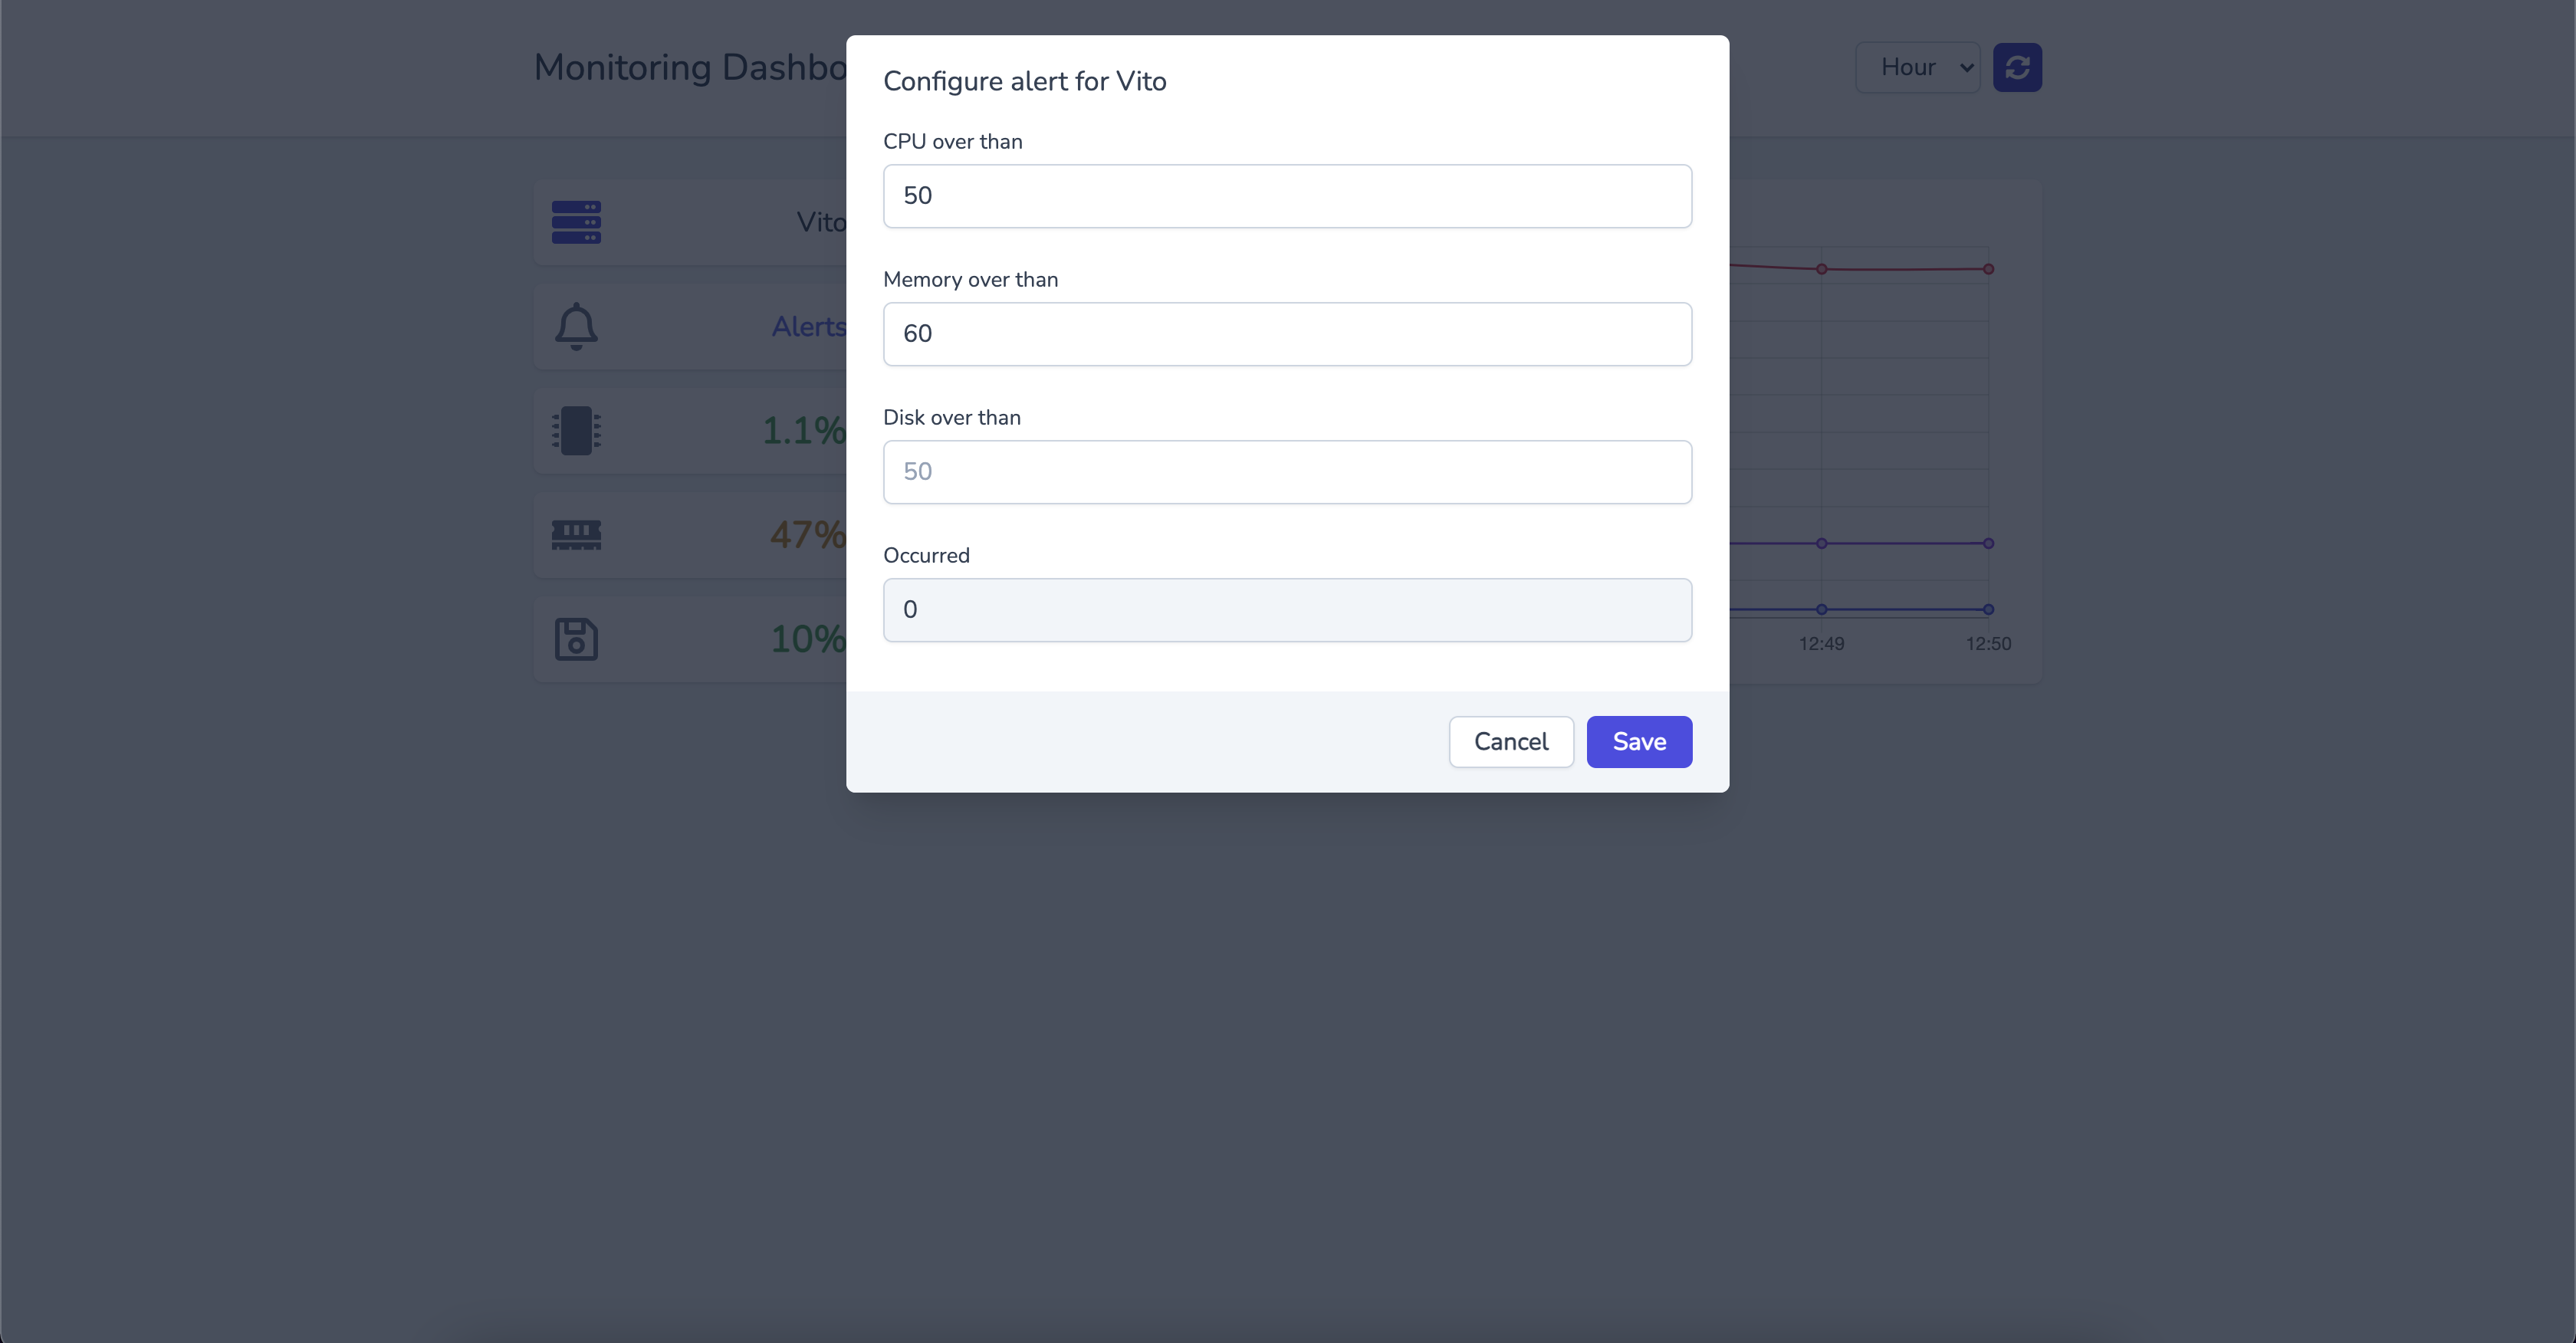 Monitoring Dashbo
Hour
Vito
Alerts
1.1%
47%
10%
Configure alert for Vito
CPU over than
50
Memory over than
60
Disk over than
50
Occurred
0
Cancel
Save
12:49
12:50